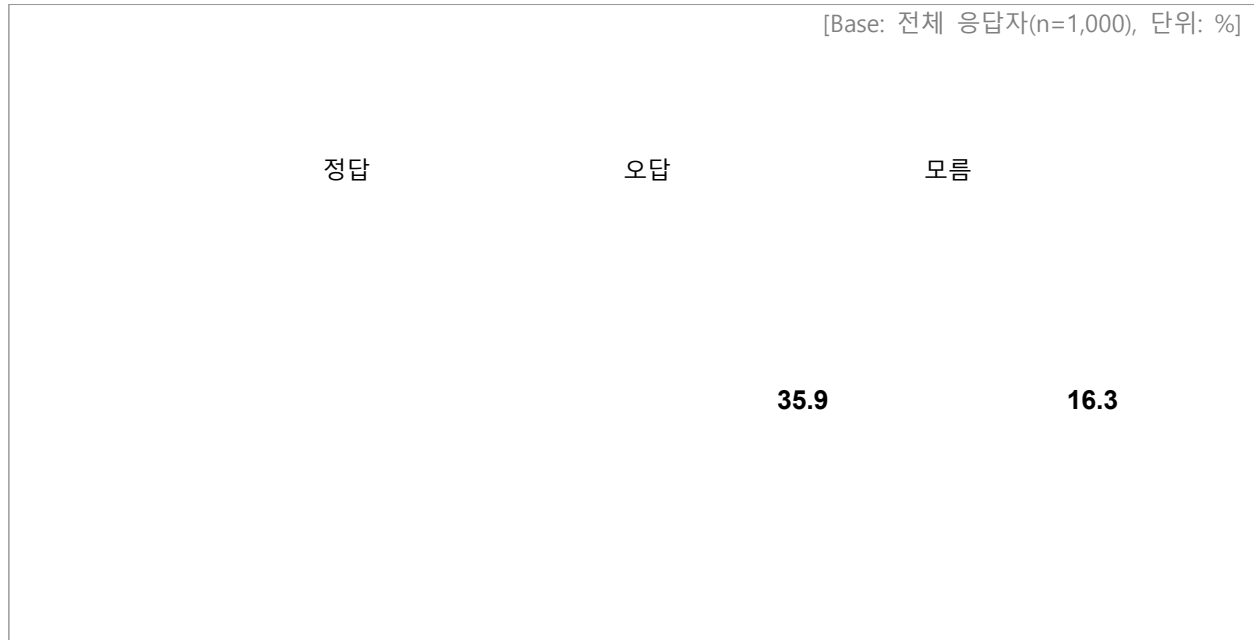 [Base: 전체 응답자(n=1,000), 단위: %]
정답 오답 모름
35.9 16.3